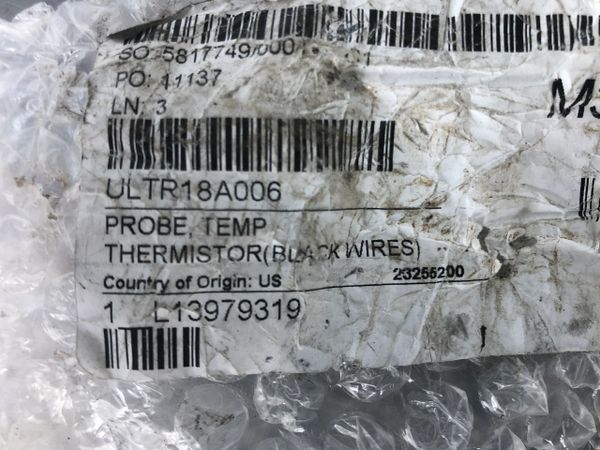 SO: 5817749/000
PO: 11137
LN: 3
ULTR18A006
PROBE, TEMP
THERMISTOR(BLACK WIRES)
Country of Origin: US 23255200
1 L13979319